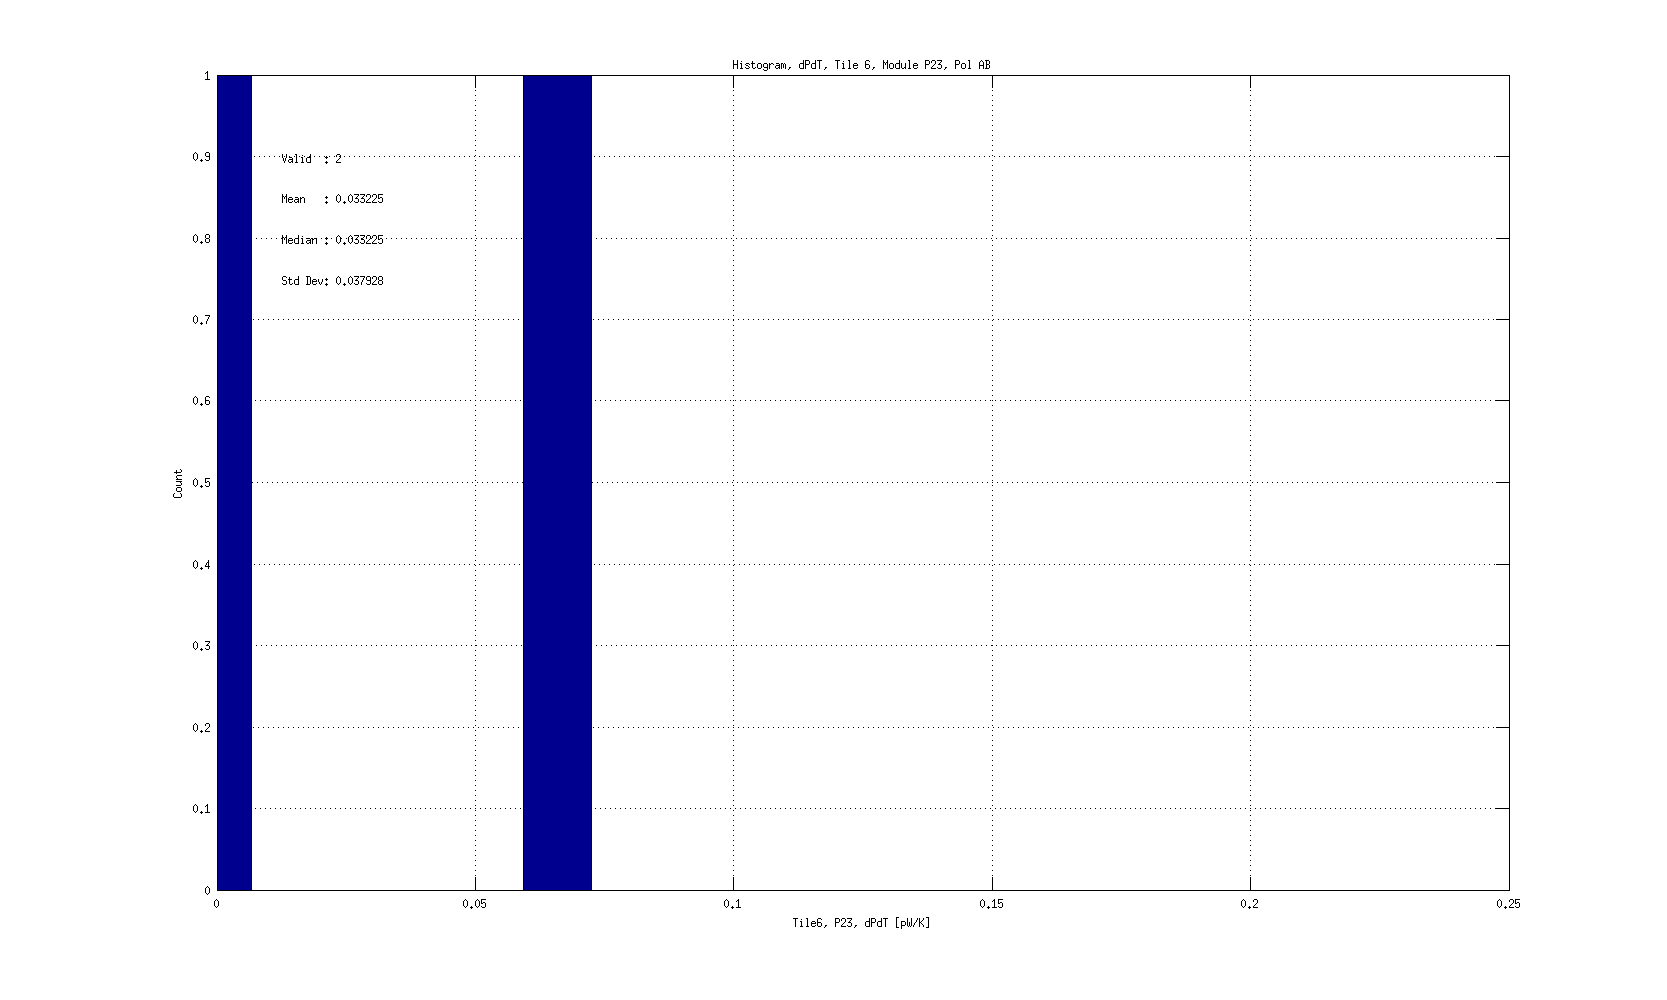 Histogram, dPdT, Tile 6, Module P23, Pol AB
1
0.9
0.8
0.7
0.6
0.5
0.4
0.3
0.2
0.1
0
Valid  : 2
Mean   : 0.033225
Median : 0.033225
Std Dev: 0.037928
Count
0 0.05 0.1 0.15 0.2 0.25
Tile6, P23, dPdT [pW/K]